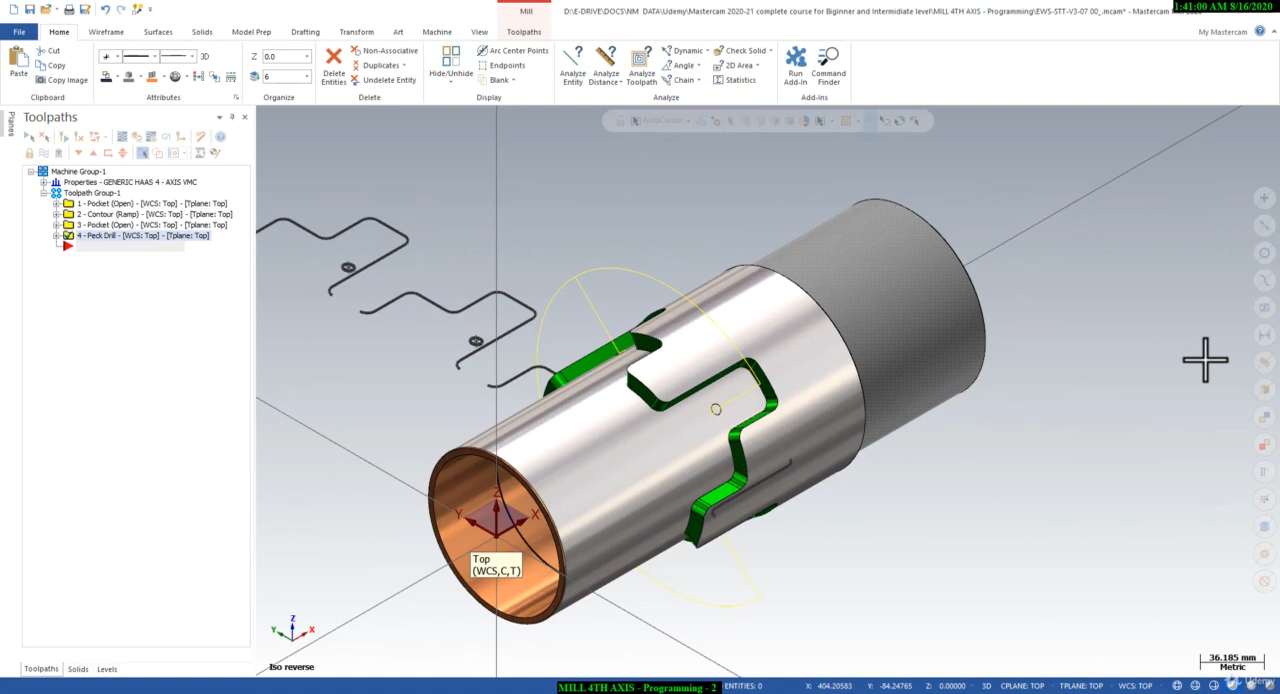 Mill
D:\E-DRIVE\DOCS\NM DATA\Udemy\Mastercam 2020-21 complete course for Biginner and Intirmidiate level\MILL 4TH AXIS - Programming\EWS-STT-V3-07 00_.mcam* - Mastercam
1:41:00 AM 8/16/2020
File
Home
Wireframe
Surfaces
Solids
Model Prep
Drafting
Transform
Art
Machine
View
Toolpaths
My Mastercam
Paste
Cut
Copy
Copy Image
Clipboard
3D
Attributes
Z 0.0
6
Organize
Delete Entities
Non-Associative
Duplicates
Undelete Entity
Delete
Hide/Unhide
Arc Center Points
Endpoints
Blank
Display
Analyze Entity
Analyze Distance
Analyze Toolpath
Dynamic
Angle
Chain
Check Solid
2D Area
Statistics
Analyze
Run Add-In
Command Finder
Add-Ins
Planes
Toolpaths
G1
Machine Group-1
Properties - GENERIC HAAS 4 - AXIS VMC
Toolpath Group-1
1 - Pocket (Open) - [WCS: Top] - [Tplane: Top]
2 - Contour (Ramp) - [WCS: Top] - [Tplane: Top]
3 - Pocket (Open) - [WCS: Top] - [Tplane: Top]
4 - Peck Drill - [WCS: Top] - [Tplane: Top]
AutoCursor
Z
Y
X
Top
(WCS,C,T)
Z
Y
X
Iso reverse
36.185 mm
Metric
Udemy
Toolpaths
Solids
Levels
MILL 4TH AXIS - Programming - 2
ENTITIES: 0
X: 404.20583
Y: -84.24765
Z: 0.00000
3D
CPLANE: TOP
TPLANE: TOP
WCS: TOP